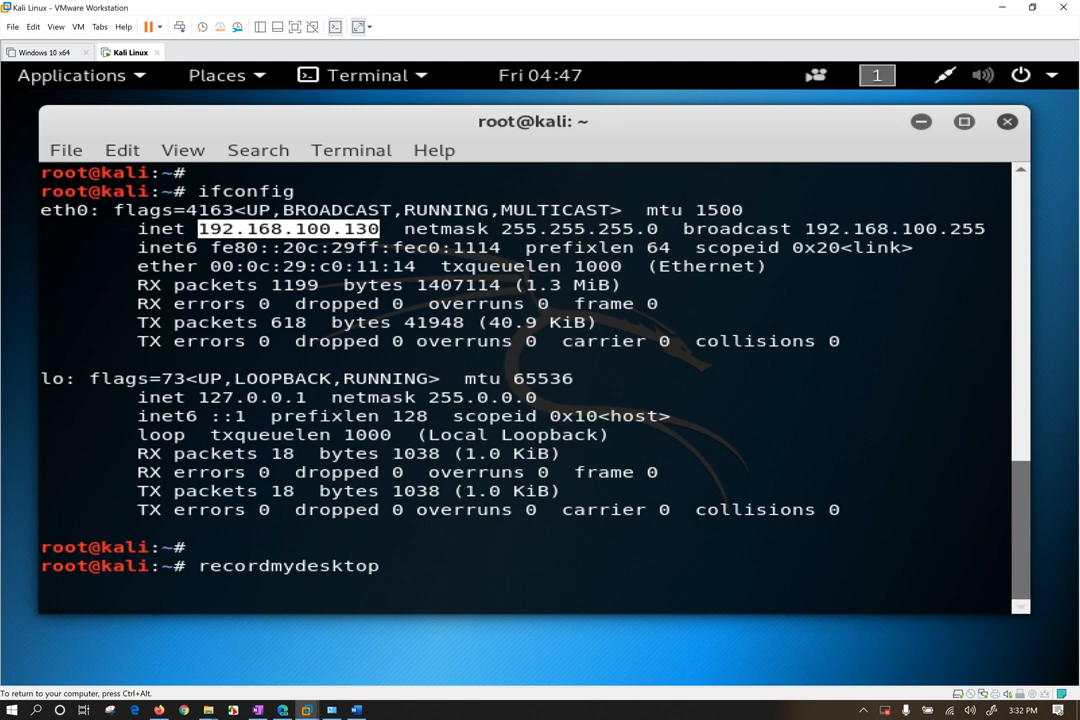 Kali Linux - VMware Workstation
File Edit View VM Tabs Help
Windows 10 x64 Kali Linux
Applications Places Terminal Fri 04:47 1
root@kali: ~
File Edit View Search Terminal Help
root@kali:~#
root@kali:~# ifconfig
eth0: flags=4163<UP,BROADCAST,RUNNING,MULTICAST> mtu 1500
inet 192.168.100.130 netmask 255.255.255.0 broadcast 192.168.100.255
inet6 fe80::20c:29ff:fec0:1114 prefixlen 64 scopeid 0x20<link>
ether 00:0c:29:c0:11:14 txqueuelen 1000 (Ethernet)
RX packets 1199 bytes 1407114 (1.3 MiB)
RX errors 0 dropped 0 overruns 0 frame 0
TX packets 618 bytes 41948 (40.9 KiB)
TX errors 0 dropped 0 overruns 0 carrier 0 collisions 0
lo: flags=73<UP,LOOPBACK,RUNNING> mtu 65536
inet 127.0.0.1 netmask 255.0.0.0
inet6 ::1 prefixlen 128 scopeid 0x10<host>
loop txqueuelen 1000 (Local Loopback)
RX packets 18 bytes 1038 (1.0 KiB)
RX errors 0 dropped 0 overruns 0 frame 0
TX packets 18 bytes 1038 (1.0 KiB)
TX errors 0 dropped 0 overruns 0 carrier 0 collisions 0
root@kali:~#
root@kali:~# recordmydesktop
To return to your computer, press Ctrl+Alt.
3:32 PM